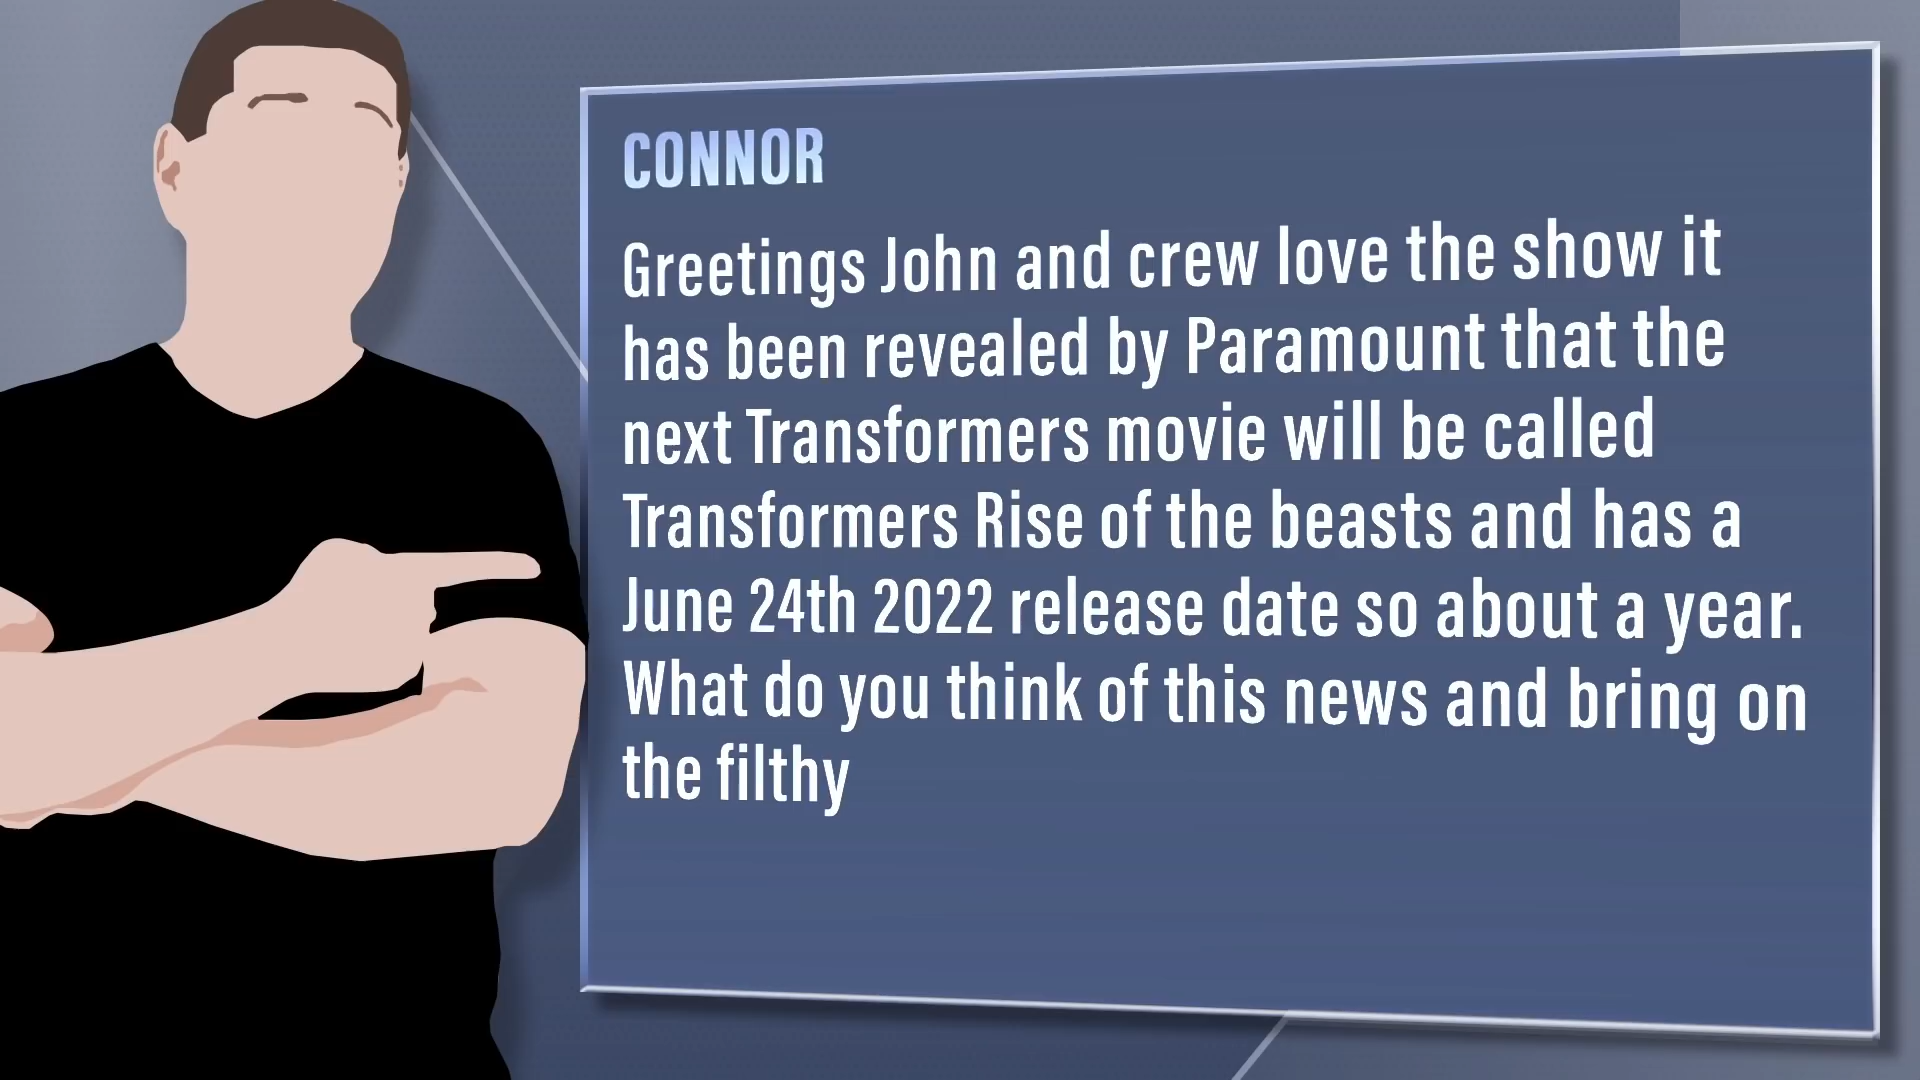 CONNOR
Greetings John and crew love the show it
has been revealed by Paramount that the
next Transformers movie will be called
Transformers Rise of the beasts and has a
June 24th 2022 release date so about a year.
What do you think of this news and bring on
the filthy